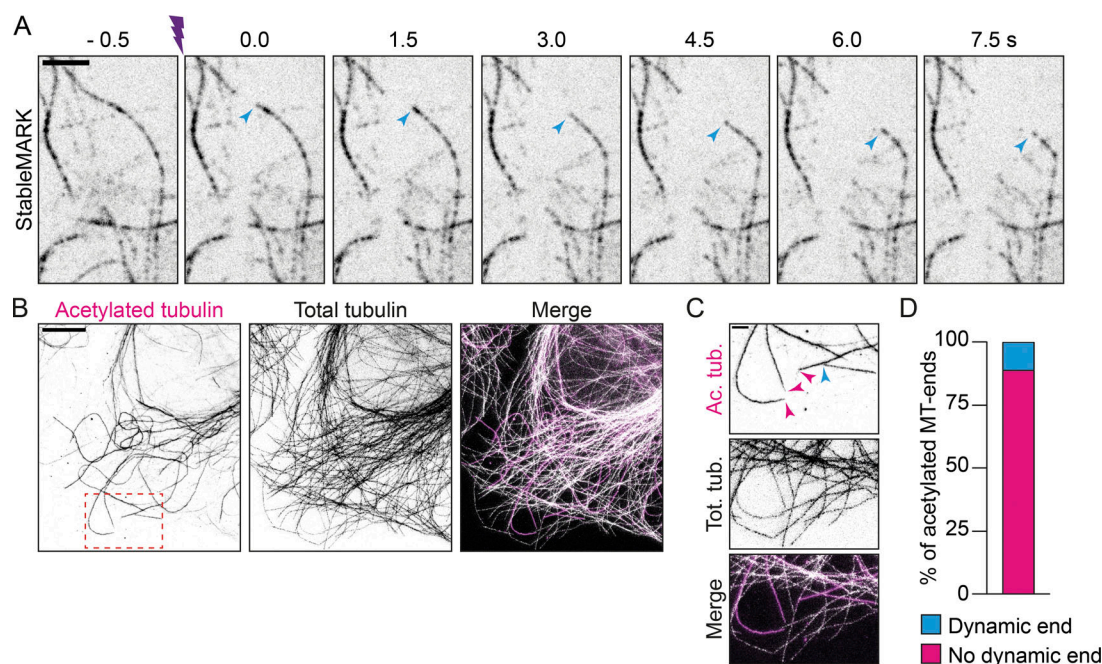 A
- 0.5 0.0 1.5 3.0 4.5 6.0 7.5 s
StableMARK
B
Acetylated tubulin Total tubulin Merge
C
Ac. tub.
Tot. tub.
Merge
D
% of acetylated MT-ends
100
75
50
25
0
Dynamic end
No dynamic end